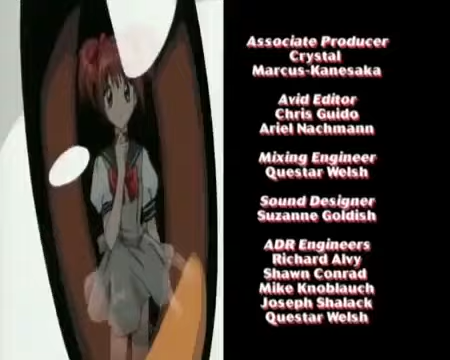 Associate Producer
Crystal
Marcus-Kanesaka
Avid Editor
Chris Guido
Ariel Nachmann
Mixing Engineer
Questar Welsh
Sound Designer
Suzanne Goldish
ADR Engineers
Richard Alvy
Shawn Conrad
Mike Knoblauch
Joseph Shalack
Questar Welsh